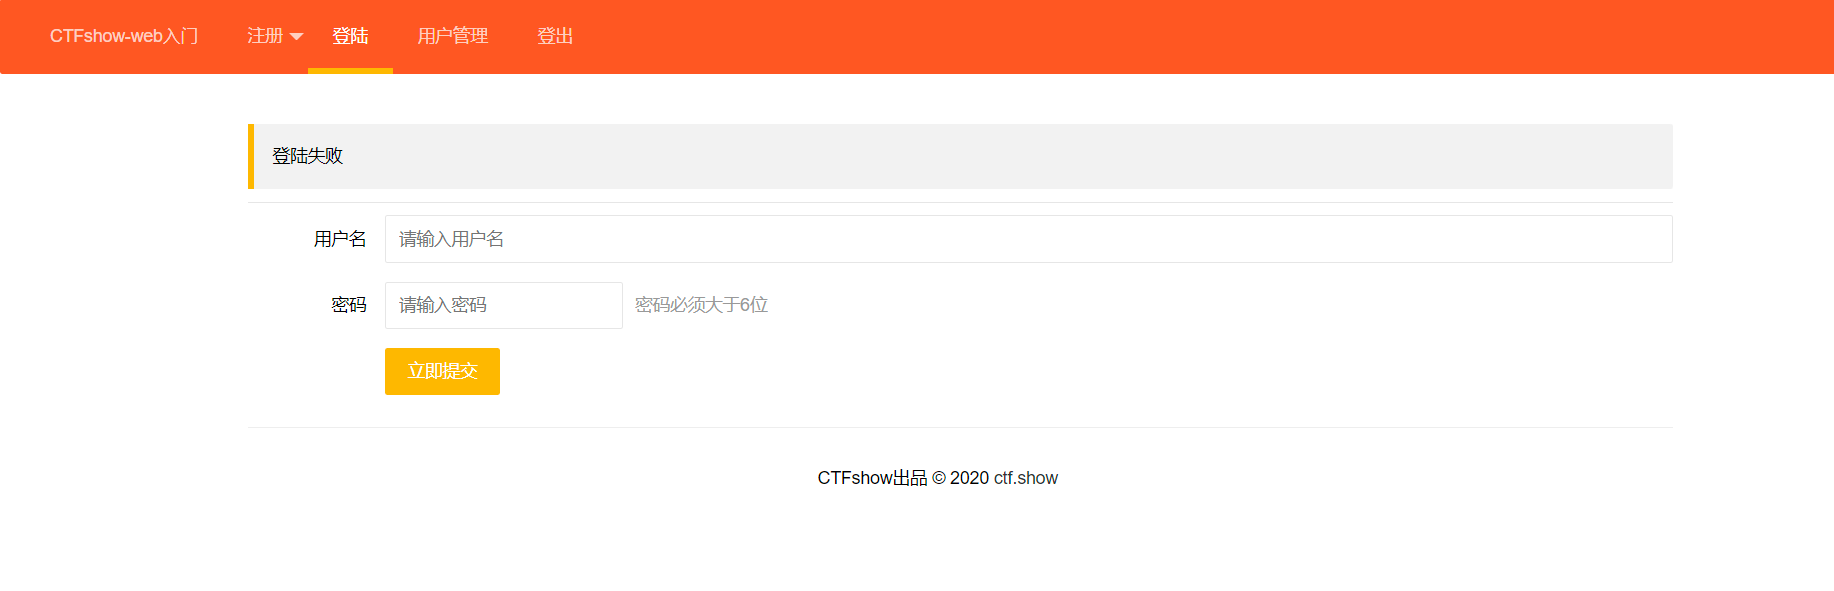 CTFshow-web入门 注册 登陆 用户管理 登出
登陆失败
用户名 请输入用户名
密码 请输入密码 密码必须大于6位
立即提交
CTFshow出品 © 2020 ctf.show